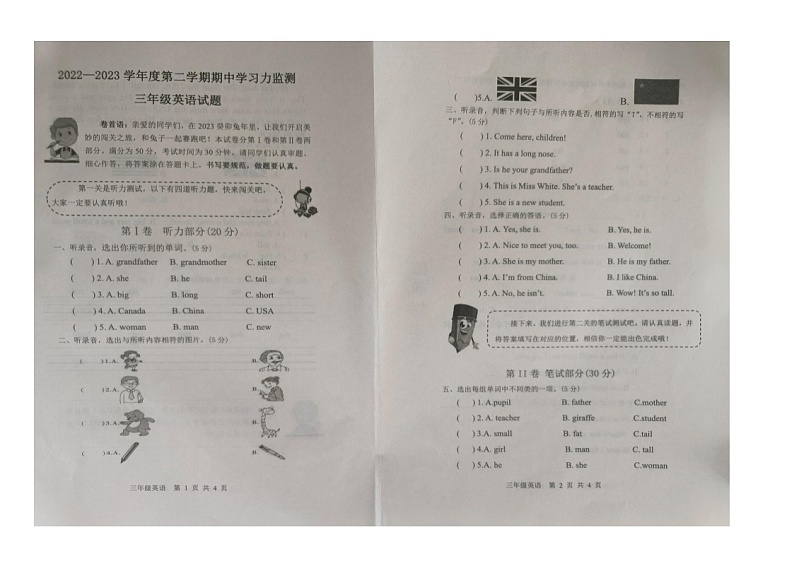 2022—2023 学年度第二学期期中学习力监测
三年级英语试题
卷首语：亲爱的同学们，在 2023 癸卯兔年里，让我们开启美
妙的闯关之旅，和兔子一起赛跑吧！本试卷分第Ⅰ卷和第Ⅱ卷两
部分，满分为 50 分，考试时间为 30 分钟。请同学们认真审题，
细心作答，将答案涂在答题卡上。书写要规范，做题要认真。
第一关是听力测试，以下有四道听力题，快来闯关吧，
大家一定要认真听哦！
第Ⅰ卷 听力部分(20 分)
一、听录音，选出你所听到的单词。(5 分)
( ) 1. A. grandfather B. grandmother C. sister
( ) 2. A. she B. he C. tail
( ) 3. A. big B. long C. short
( ) 4. A. Canada B. China C. USA
( ) 5. A. woman B. man C. new
二、听录音，选出与所听内容相符的图片。(5 分)
( )1. A. B.
( )2. A. B.
( )3. A. B.
( )4. A. B.
三年级英语 第 1 页 共 4 页
( )5.A. B.
三、听录音，判断下列句子与所听内容是否, 相符的写“T”，不相符的写
“F”。(5 分)
( ) 1. Come here, children!
( ) 2. It has a long nose.
( ) 3. Is he your grandfather?
( ) 4. This is Miss White. She's a teacher.
( ) 5. She is a new student.
四、听录音，选择正确的答语。(5 分)
( ) 1. A. Yes, she is. B. Yes, he is.
( ) 2. A. Nice to meet you, too. B. Welcome!
( ) 3. A. She is my mother. B. He is my father.
( ) 4. A. I'm from China. B. I like China.
( ) 5. A. No, he isn't. B. Wow! It's so tall.
接下来，我们进行第二关的笔试测试吧。请认真读题，并
将答案填写在对应的位置，相信你一定能出色完成哦！
第 II 卷 笔试部分(30 分)
五、选出每组单词中不同类的一项。(5 分)
( ) 1. A.pupil B. father C.mother
( ) 2. A. teacher B. giraffe C.student
( ) 3. A. small B. fat C.tail
( ) 4.A. girl B. man C. tall
( ) 5.A. he B. she C.woman
三年级英语 第 2 页 共 4 页